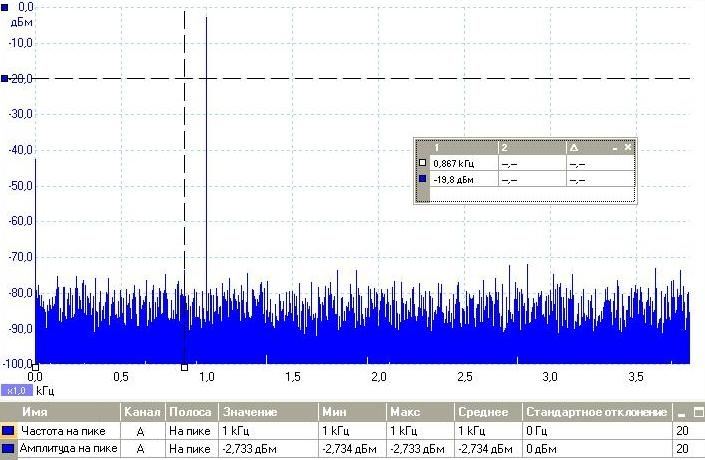 0,0
дБм
-10,0
-20,0
-30,0
-40,0
-50,0
-60,0
-70,0
-80,0
-90,0
-100,0
1 2 Δ
0,867 кГц --,-- --,--
-19,8 дБм --,-- --,--
0,0 0,5 1,0 1,5 2,0 2,5 3,0 3,5
x1,0 кГц
Имя Канал Полоса Значение Мин Макс Среднее Стандартное отклонение
Частота на пике A На пике 1 кГц 1 кГц 1 кГц 1 кГц 0 Гц 20
Амплитуда на пике A На пике -2,733 дБм -2,734 дБм -2,733 дБм -2,734 дБм 0 дБм 20